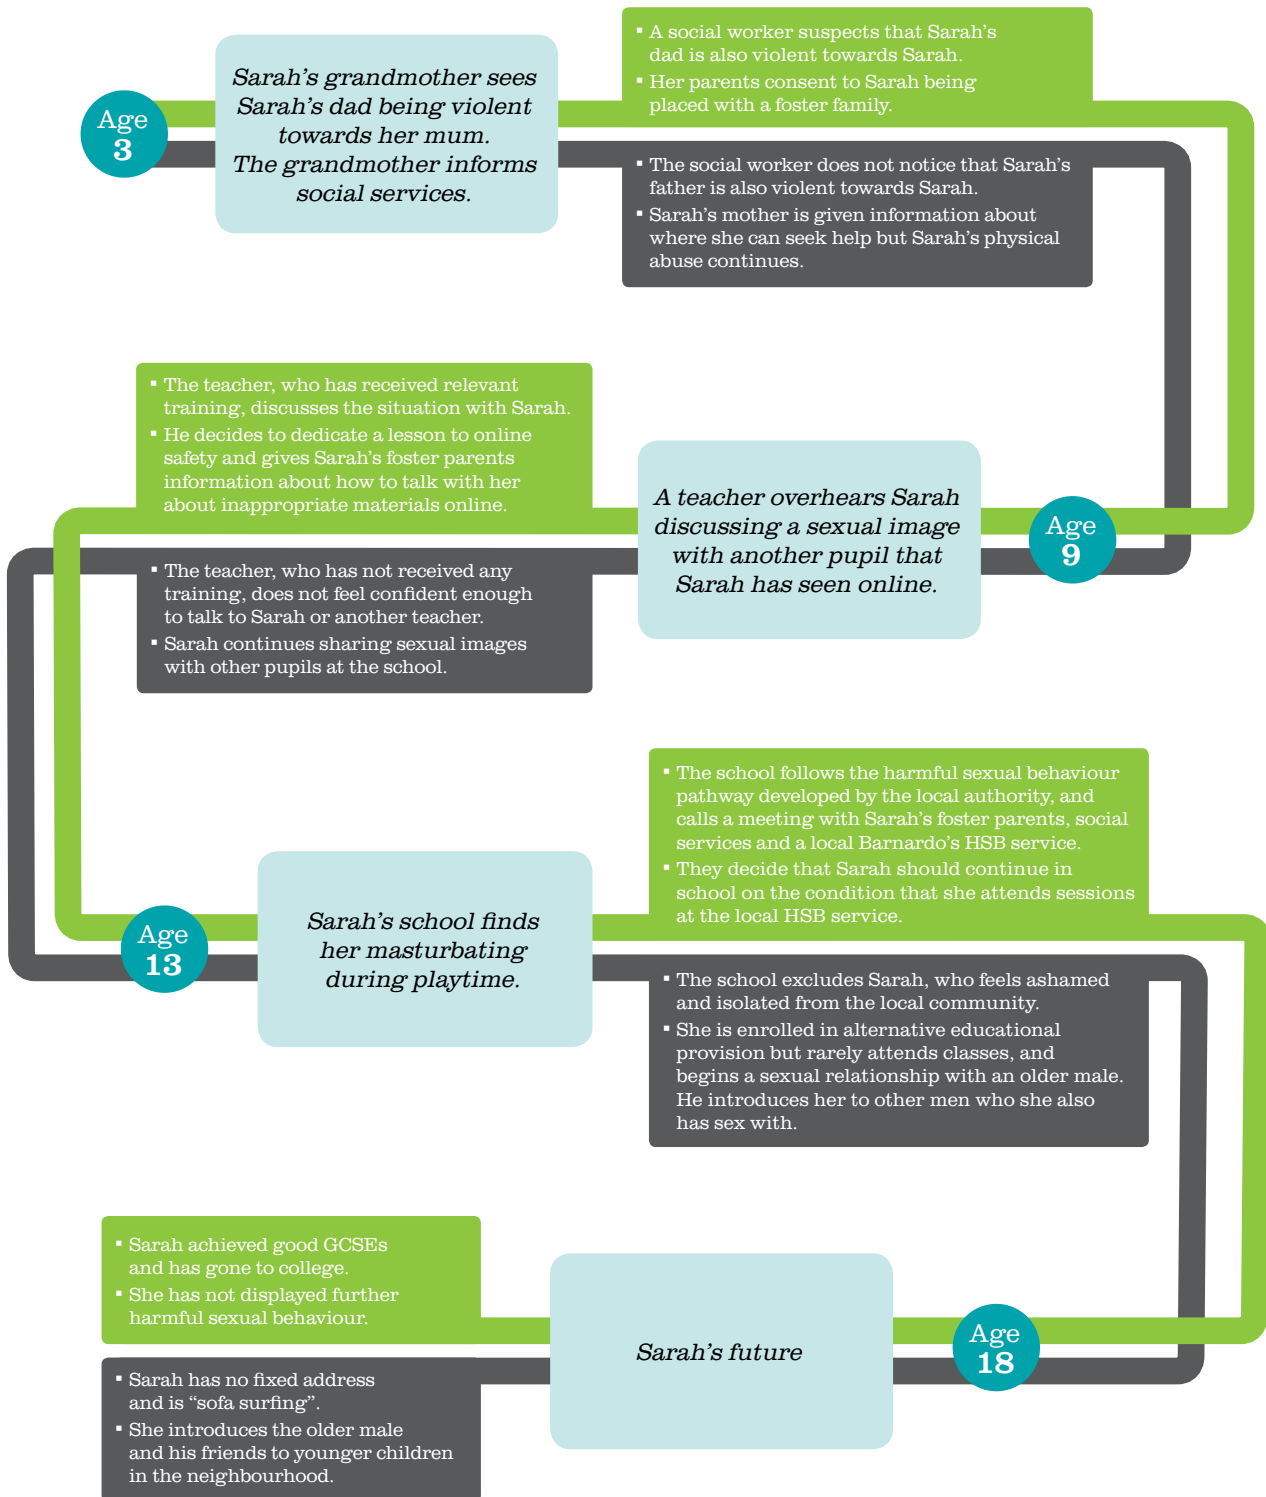 Age
3
Sarah’s grandmother sees
Sarah’s dad being violent
towards her mum.
The grandmother informs
social services.
▪ A social worker suspects that Sarah’s
dad is also violent towards Sarah.
▪ Her parents consent to Sarah being
placed with a foster family.
▪ The social worker does not notice that Sarah’s
father is also violent towards Sarah.
▪ Sarah’s mother is given information about
where she can seek help but Sarah’s physical
abuse continues.
Age
9
A teacher overhears Sarah
discussing a sexual image
with another pupil that
Sarah has seen online.
▪ The teacher, who has received relevant
training, discusses the situation with Sarah.
▪ He decides to dedicate a lesson to online
safety and gives Sarah’s foster parents
information about how to talk with her
about inappropriate materials online.
▪ The teacher, who has not received any
training, does not feel confident enough
to talk to Sarah or another teacher.
▪ Sarah continues sharing sexual images
with other pupils at the school.
Age
13
Sarah’s school finds
her masturbating
during playtime.
▪ The school follows the harmful sexual behaviour
pathway developed by the local authority, and
calls a meeting with Sarah’s foster parents, social
services and a local Barnardo’s HSB service.
▪ They decide that Sarah should continue in
school on the condition that she attends sessions
at the local HSB service.
▪ The school excludes Sarah, who feels ashamed
and isolated from the local community.
▪ She is enrolled in alternative educational
provision but rarely attends classes, and
begins a sexual relationship with an older male.
He introduces her to other men who she also
has sex with.
Age
18
Sarah’s future
▪ Sarah achieved good GCSEs
and has gone to college.
▪ She has not displayed further
harmful sexual behaviour.
▪ Sarah has no fixed address
and is “sofa surfing”.
▪ She introduces the older male
and his friends to younger children
in the neighbourhood.